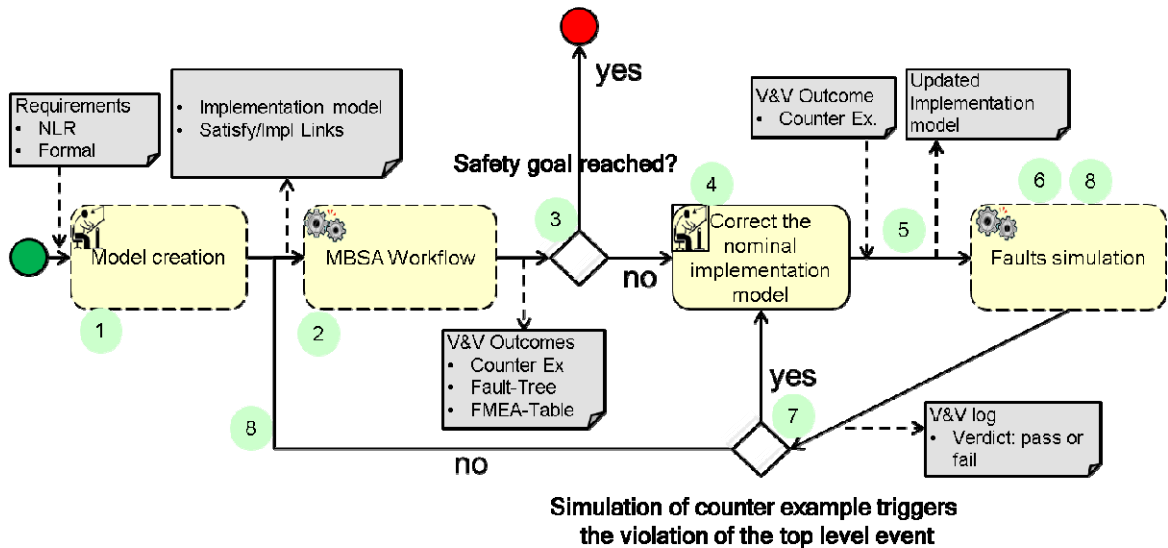 yes
Requirements
• NLR
• Formal
• Implementation model
• Satisfy/Impl Links
V&V Outcome
• Counter Ex.
Updated
Implementation
model
Safety goal reached?
1
Model creation
2
MBSA Workflow
3
no
4
Correct the
nominal
implementation
model
5
6
8
Faults simulation
V&V Outcomes
• Counter Ex
• Fault-Tree
• FMEA-Table
yes
7
8
no
V&V log
• Verdict: pass or
fail
Simulation of counter example triggers
the violation of the top level event